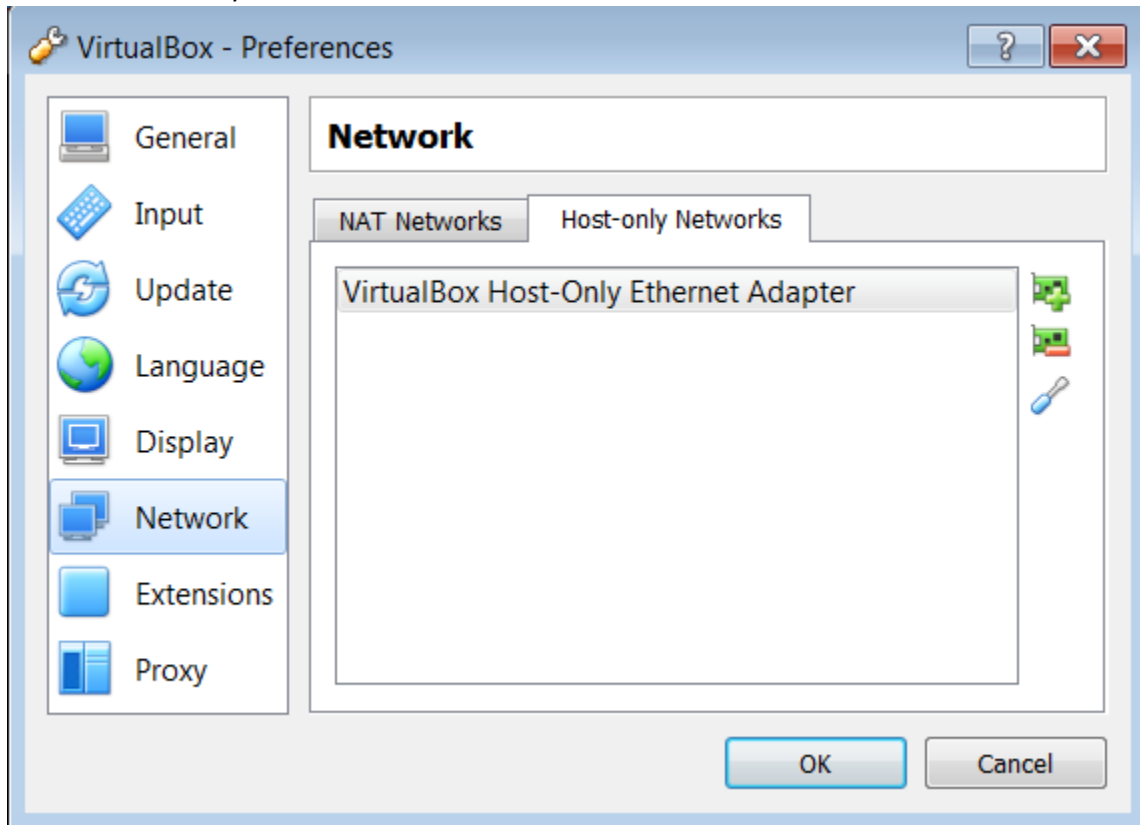 VirtualBox - Preferences
General
Input
Update
Language
Display
Network
Extensions
Proxy
Network
NAT Networks
Host-only Networks
VirtualBox Host-Only Ethernet Adapter
OK
Cancel